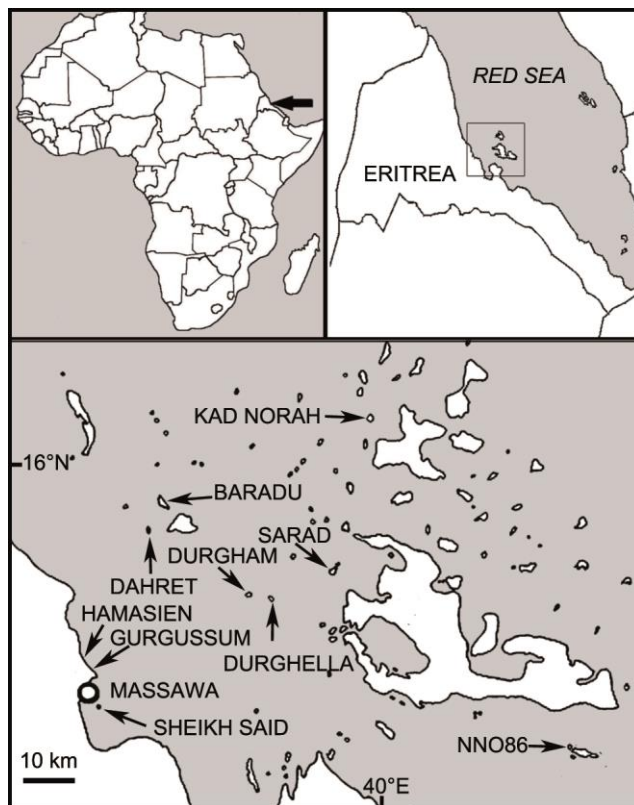 RED SEA
ERITREA
KAD NORAH
16°N
BARADU
SARAD
DURGHAM
DAHRET
HAMASIEN
GURGUSSUM
DURGHELLA
MASSAWA
SHEIKH SAID
NNO86
10 km
40°E